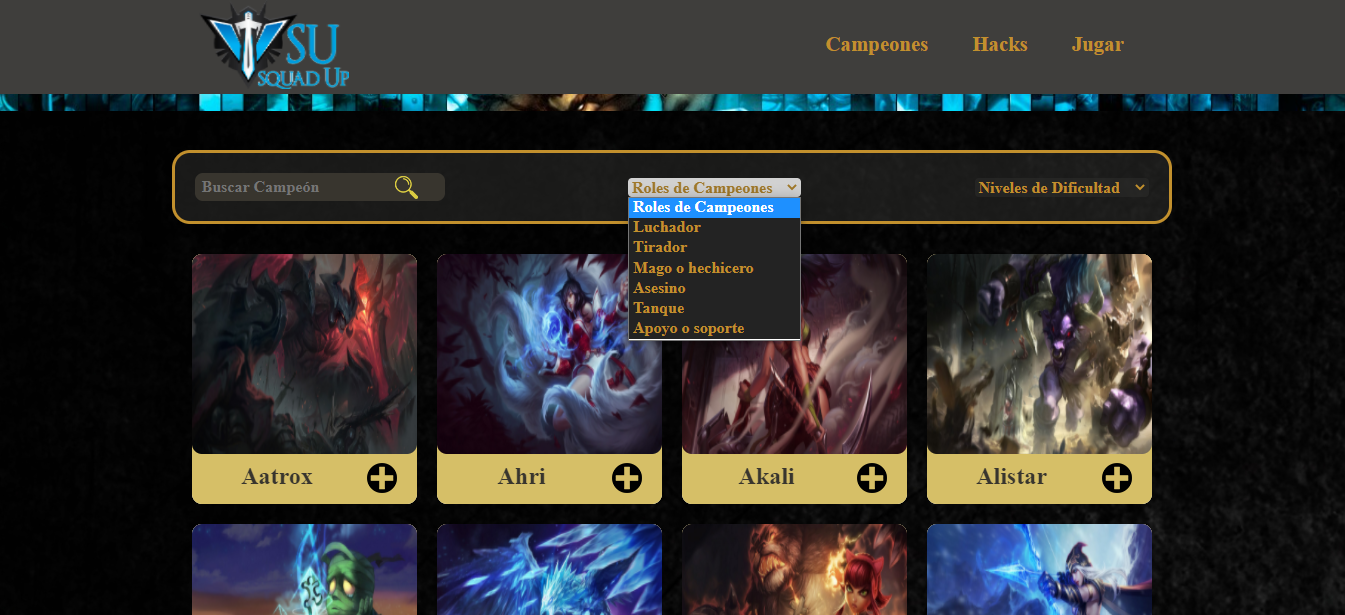 SU
SQUAD UP
Campeones
Hacks
Jugar
Buscar Campeón
Roles de Campeones
Niveles de Dificultad
Roles de Campeones
Luchador
Tirador
Mago o hechicero
Asesino
Tanque
Apoyo o soporte
Aatrox
Ahri
Akali
Alistar